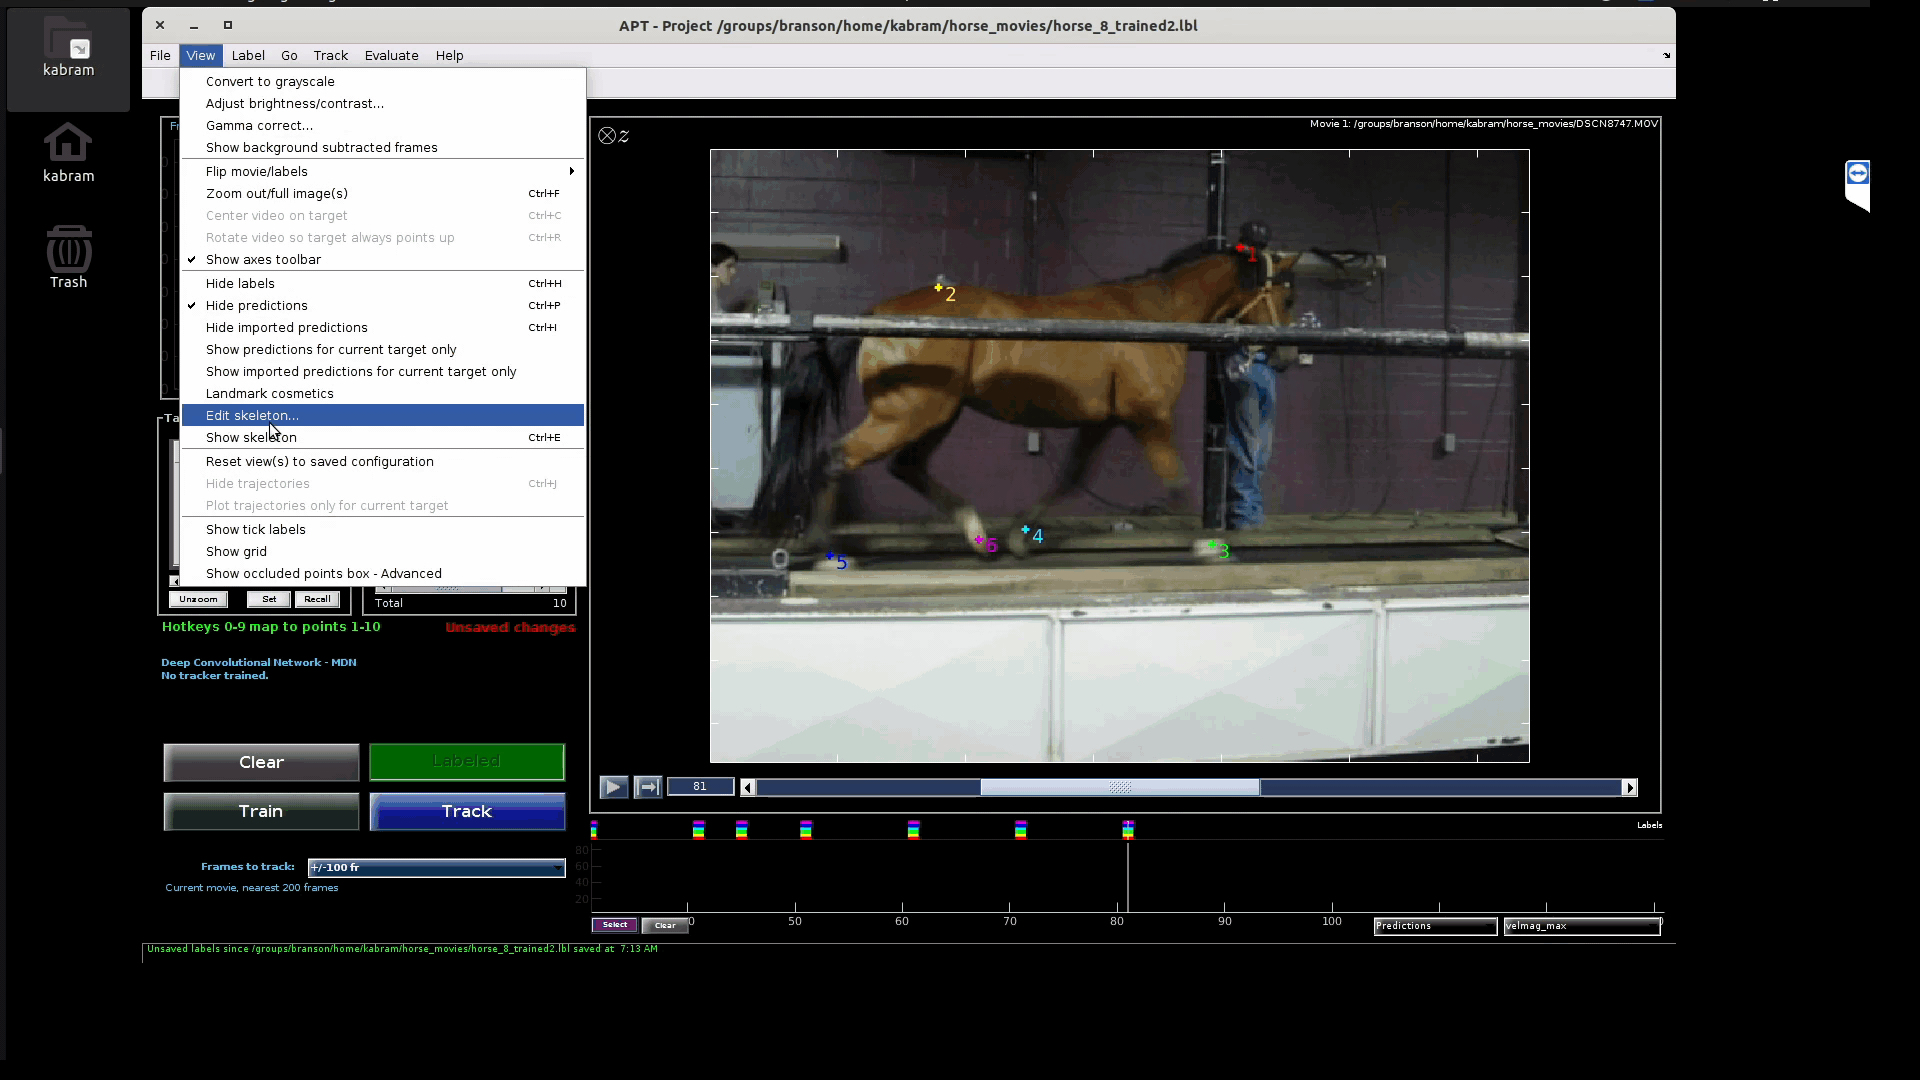 APT - Project /groups/branson/home/kabram/horse_movies/horse_8_trained2.lbl
kabram
kabram
Trash
File View Label Go Track Evaluate Help
Convert to grayscale
Adjust brightness/contrast...
Gamma correct...
Show background subtracted frames
Flip movie/labels
Zoom out/full image(s) Ctrl+F
Center video on target Ctrl+C
Rotate video so target always points up Ctrl+R
Show axes toolbar
Hide labels Ctrl+H
Hide predictions Ctrl+P
Hide imported predictions Ctrl+I
Show predictions for current target only
Show imported predictions for current target only
Landmark cosmetics
Edit skeleton...
Show skeleton Ctrl+E
Reset view(s) to saved configuration
Hide trajectories Ctrl+J
Plot trajectories only for current target
Show tick labels
Show grid
Show occluded points box - Advanced
Unzoom Set Recall
Total 10
Hotkeys 0-9 map to points 1-10 Unsaved changes
Deep Convolutional Network - MDN
No tracker trained.
Clear Labeled
Train Track
Frames to track: +/-100 fr
Current movie, nearest 200 frames
z
Movie 1: /groups/branson/home/kabram/horse_movies/DSCN8747.MOV
1
2
3
4
5
6
81
Labels
80
60
40
20
50 60 70 80 90 100
Select Clear Predictions velmag_max
Unsaved labels since /groups/branson/home/kabram/horse_movies/horse_8_trained2.lbl saved at 7:13 AM